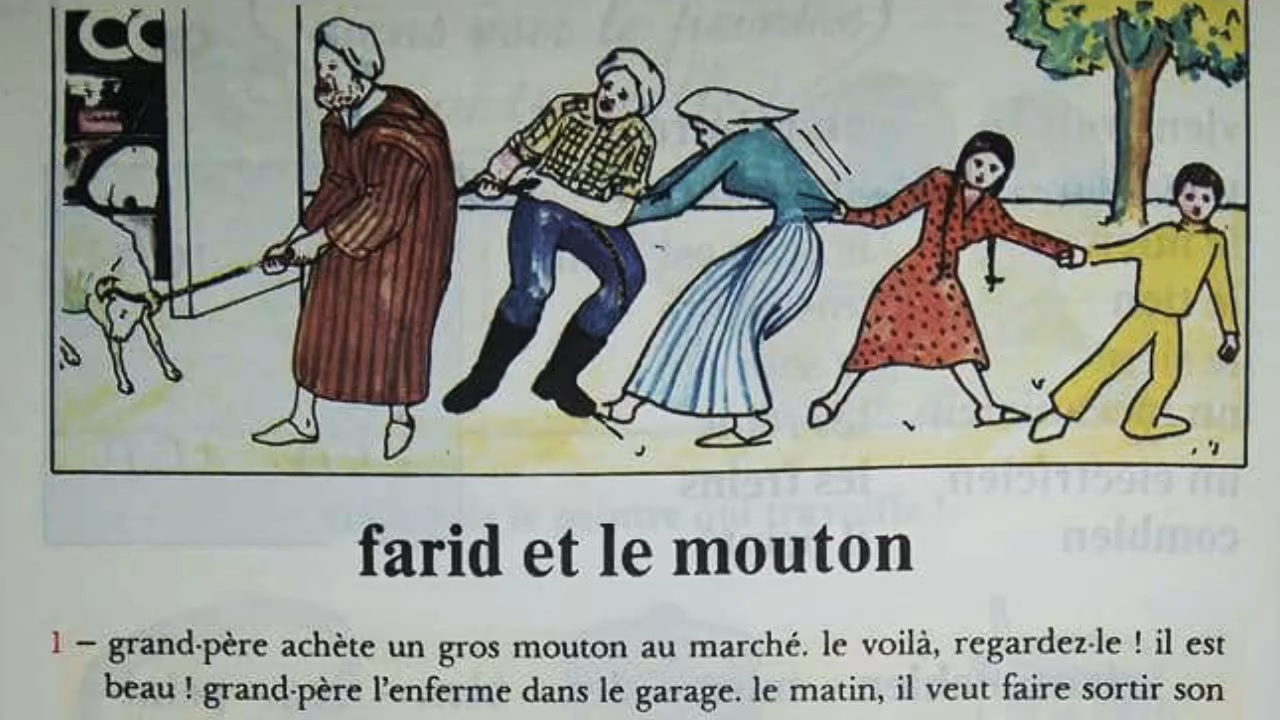 farid et le mouton
1 – grand-père achète un gros mouton au marché. le voilà, regardez-le ! il est
beau ! grand-père l'enferme dans le garage. le matin, il veut faire sortir son